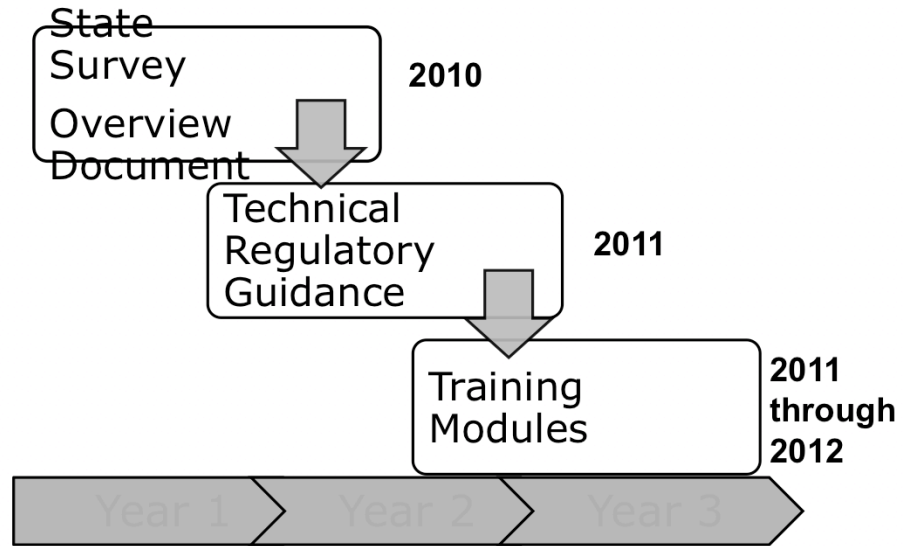 State
Survey
Overview
Document
2010
Technical
Regulatory
Guidance
2011
Training
Modules
2011
through
2012
Year 1
Year 2
Year 3